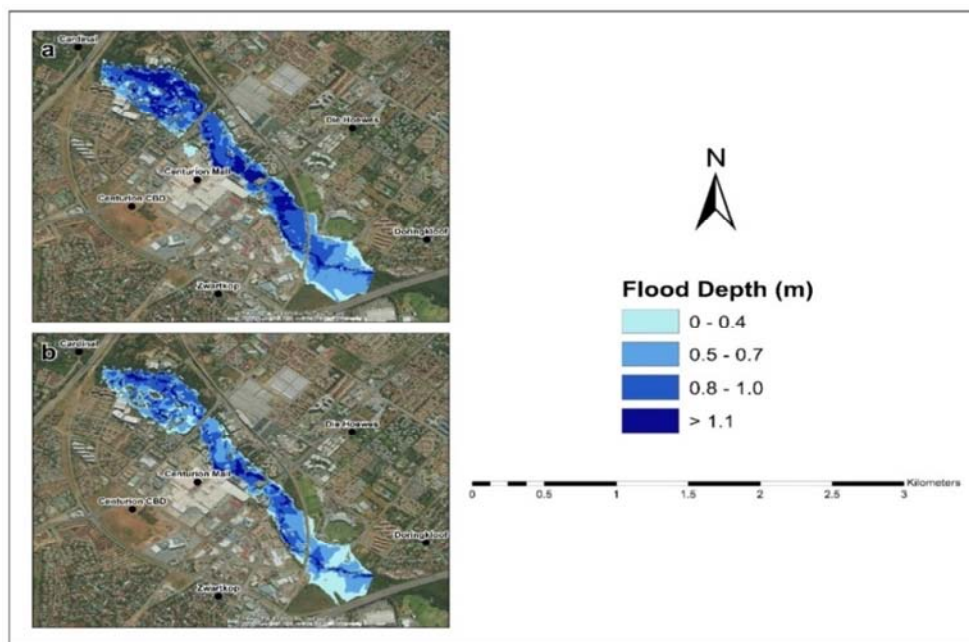 a
Cardinal
Die Hoewes
Centurion Mall
Centurion CBD
Doringkloof
Zwartkop
b
Cardinal
Die Hoewes
Centurion Mall
Centurion CBD
Doringkloof
Zwartkop
N
Flood Depth (m)
0 - 0.4
0.5 - 0.7
0.8 - 1.0
> 1.1
0 0.5 1 1.5 2 2.5 3 Kilometers